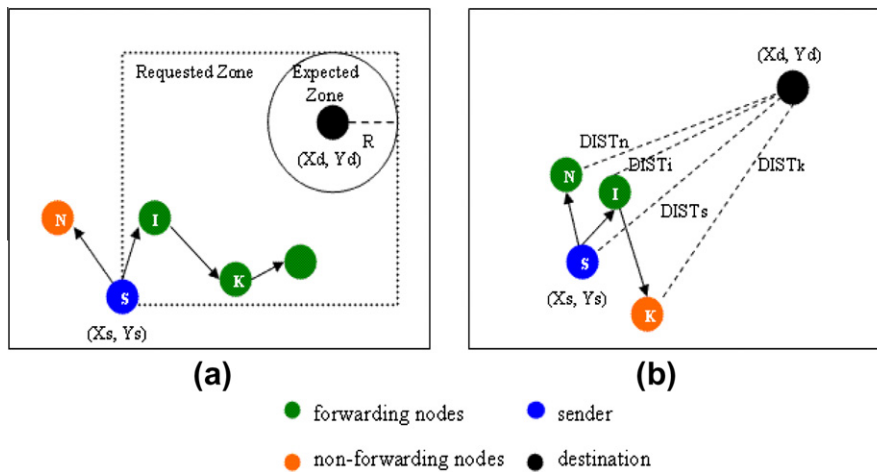 Requested Zone
Expected
Zone
R
(Xd, Yd)
N
I
K
S
(Xs, Ys)
(a)
(Xd, Yd)
DISTn
N
DISTi
I
DISTk
DISTs
S
(Xs, Ys)
K
(b)
forwarding nodes
sender
non-forwarding nodes
destination